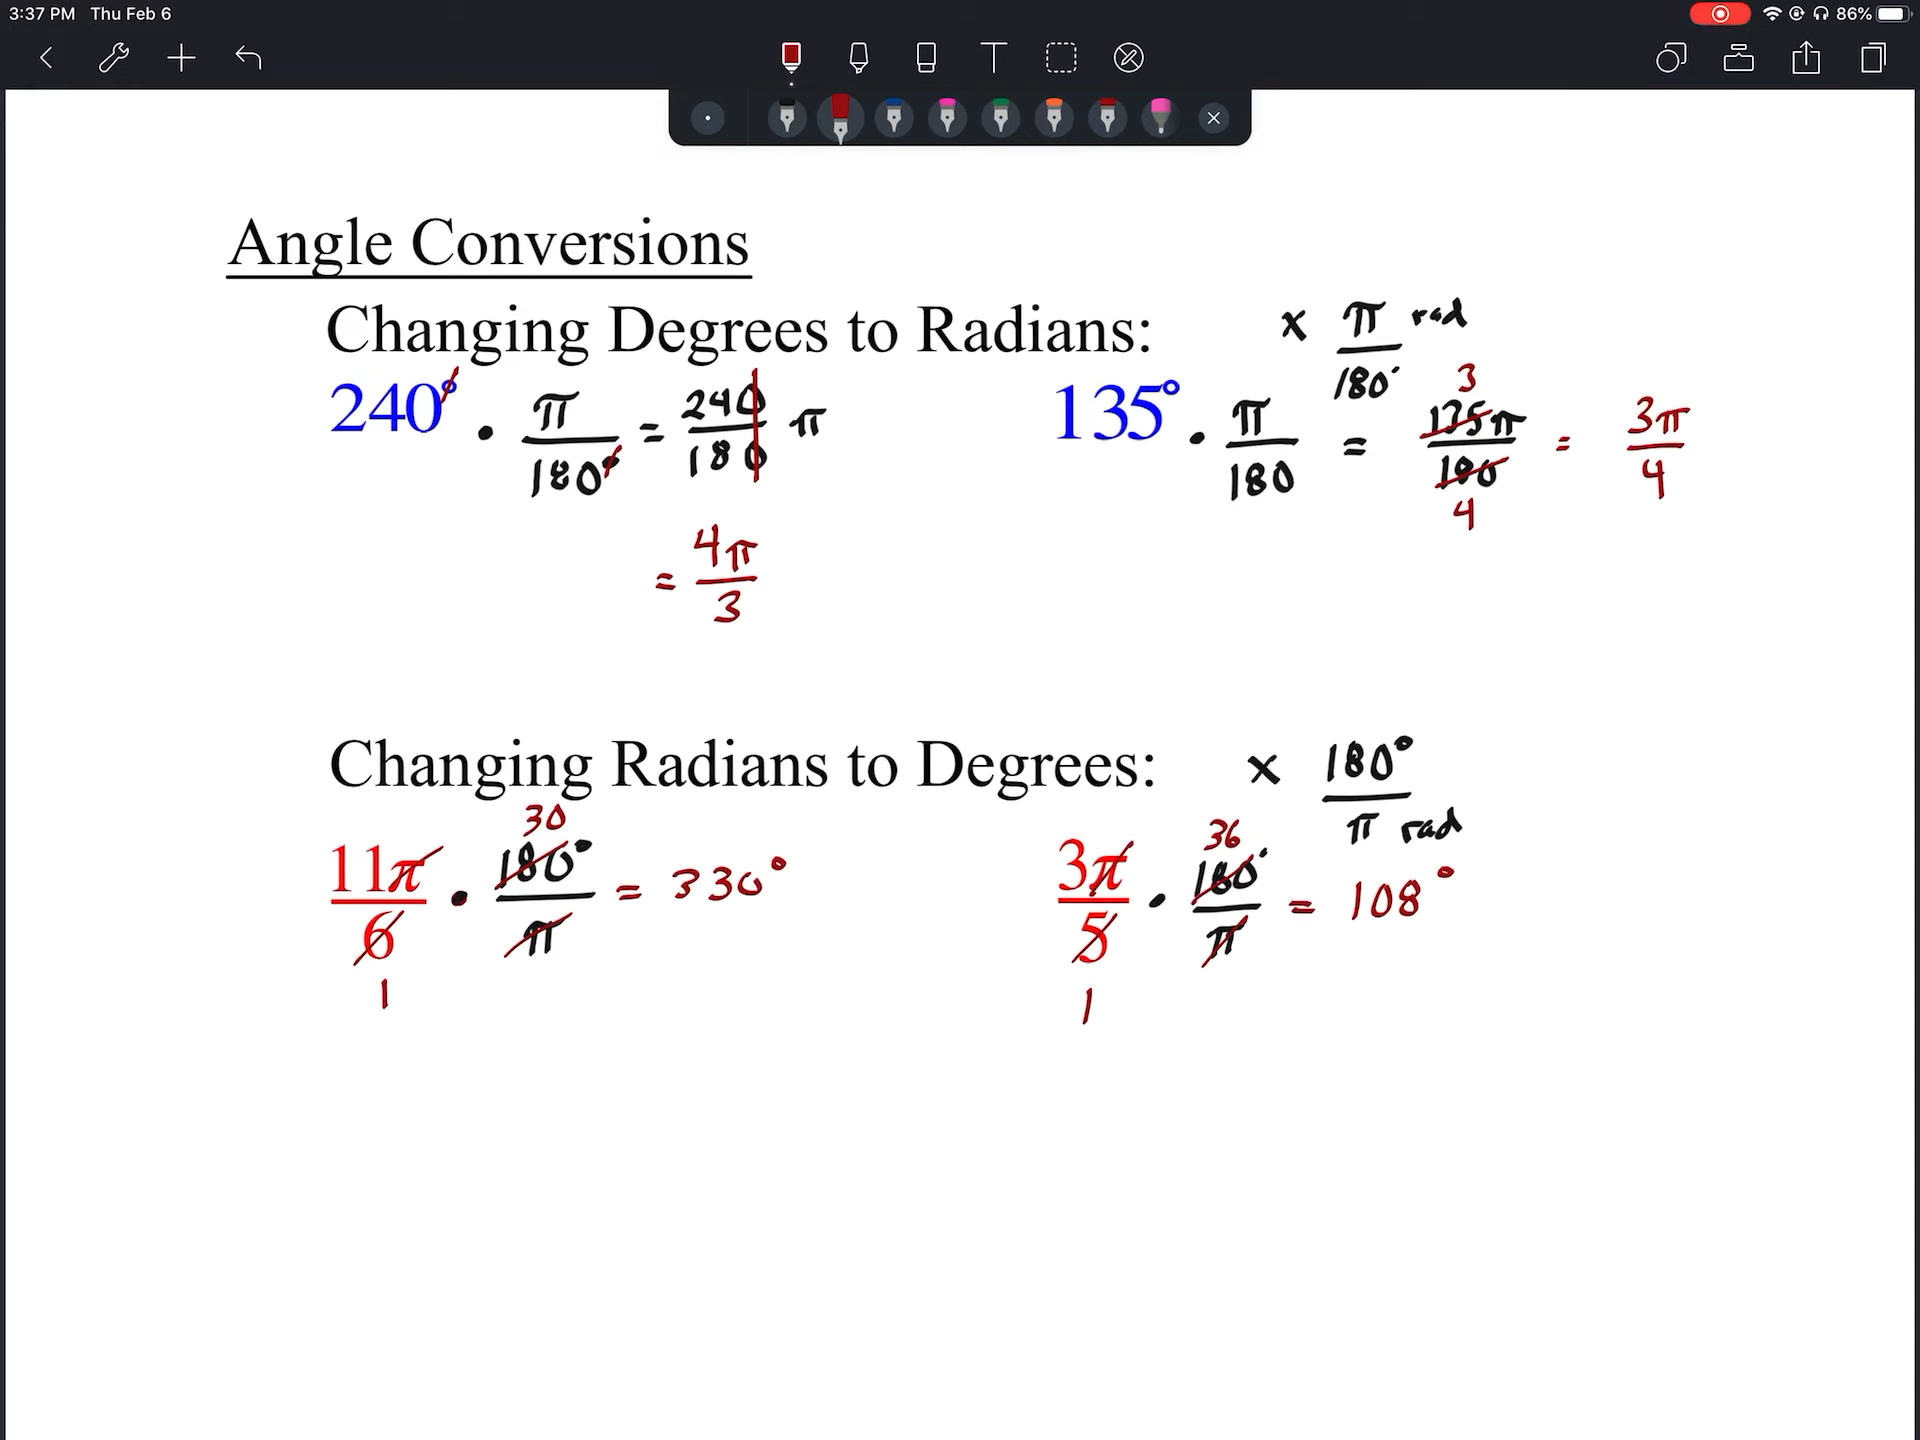 3:37 PM Thu Feb 6 86%
T
Angle Conversions
Changing Degrees to Radians: × π rad / 180°
240° · π / 180° = 240 / 180 π
= 4π / 3
135° · π / 180 = 135π / 180 = 3π / 4
3
4
Changing Radians to Degrees: × 180° / π rad
30
11π / 6 · 180° / π = 330°
1
36
3π / 5 · 180° / π = 108°
1